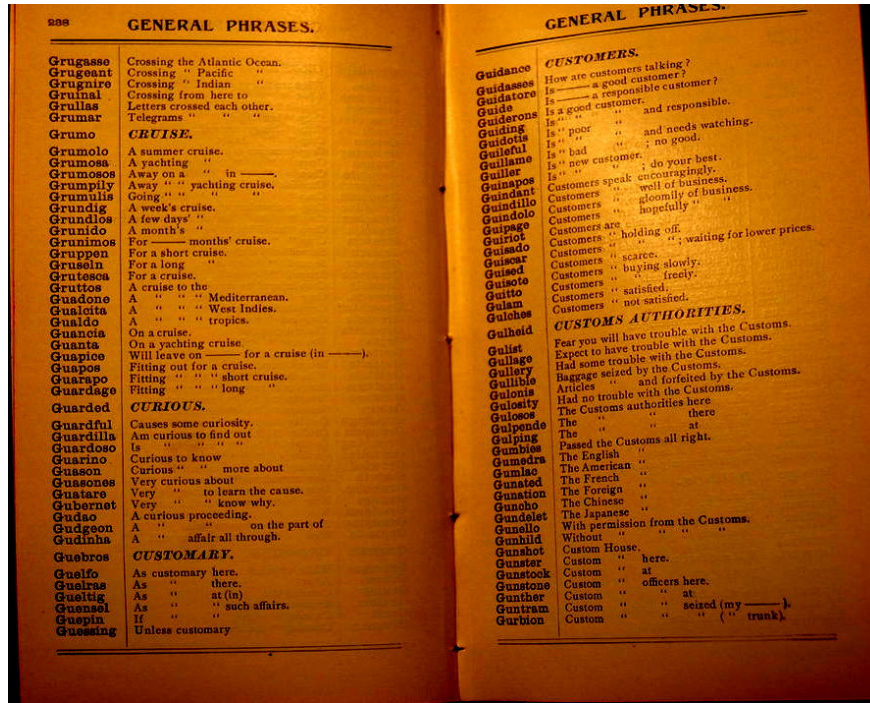 238 GENERAL PHRASES.
Grugasse Crossing the Atlantic Ocean.
Grugeant Crossing " Pacific "
Grugnire Crossing " Indian "
Gruinal Crossing from here to
Grullas Letters crossed each other.
Grumar Telegrams " " "
Grumo CRUISE.
Grumolo A summer cruise.
Grumosa A yachting "
Grumosos Away on a " in ——.
Grumpily Away " " yachting cruise.
Grumulis Going " " " "
Grundig A week's cruise.
Grundlos A few days' "
Grunido A month's "
Grunimos For —— months' cruise.
Gruppen For a short cruise.
Gruseln For a long "
Grutesca For a cruise.
Gruttos A cruise to the
Guadone A " " " Mediterranean.
Gualcita A " " " West Indies.
Gualdo A " " " tropics.
Guancia On a cruise.
Guanta On a yachting cruise
Guapice Will leave on —— for a cruise (in ——).
Guapos Fitting out for a cruise.
Guarapo Fitting " " " short cruise.
Guardage Fitting " " " long "
Guarded CURIOUS.
Guardful Causes some curiosity.
Guardilla Am curious to find out
Guardoso Is " " " "
Guarino Curious to know
Guason Curious " " more about
Guasones Very curious about
Guatare Very " to learn the cause.
Gubernet Very " " know why.
Gudao A curious proceeding.
Gudgeon A " " on the part of
Gudinha A " affair all through.
Guebros CUSTOMARY.
Guelfo As customary here.
Guelras As " there.
Gueltig As " at (in)
Guensel As " " such affairs.
Guepin If " "
Guessing Unless customary
GENERAL PHRASES.
Guidance CUSTOMERS.
Guidasses How are customers talking?
Guidatore Is —— a good customer?
Guide Is —— a responsible customer?
Guiderons Is a good customer.
Guiding Is " " " and responsible.
Guidotis Is " poor " and needs watching.
Guileful Is " bad " ; no good.
Guillame Is " new customer.
Guiller Is " " " ; do your best.
Guinapos Customers speak encouragingly.
Guindant Customers " well of business.
Guindillo Customers " gloomily of business.
Guindolo Customers " hopefully " "
Guipage Customers are
Guiriot Customers " holding off.
Guisado Customers " " " ; waiting for lower prices.
Guiscar Customers " scarce.
Guised Customers " buying slowly.
Guisote Customers " " freely.
Guitto Customers " satisfied.
Gulam Customers " not satisfied.
Gulches
Gulheid CUSTOMS AUTHORITIES.
Gulist Fear you will have trouble with the Customs.
Gullage Expect to have trouble with the Customs.
Gullery Had some trouble with the Customs.
Gullible Baggage seized by the Customs.
Gulonis Articles " and forfeited by the Customs.
Gulosity Had no trouble with the Customs.
Gulosos The Customs authorities here
Gulpende The " " there
Gulping The " " at
Gumbies Passed the Customs all right.
Gumedra The English "
Gumlac The American "
Gunated The French "
Gunation The Foreign "
Guncho The Chinese "
Gundelet The Japanese "
Gunello With permission from the Customs.
Gunhild Without " " " "
Gunshot Custom House.
Gunster Custom " here.
Gunstock Custom " at
Gunstone Custom " officers here.
Gunther Custom " " at
Guntram Custom " " seized (my ——).
Gurbion Custom " " " ( " trunk).